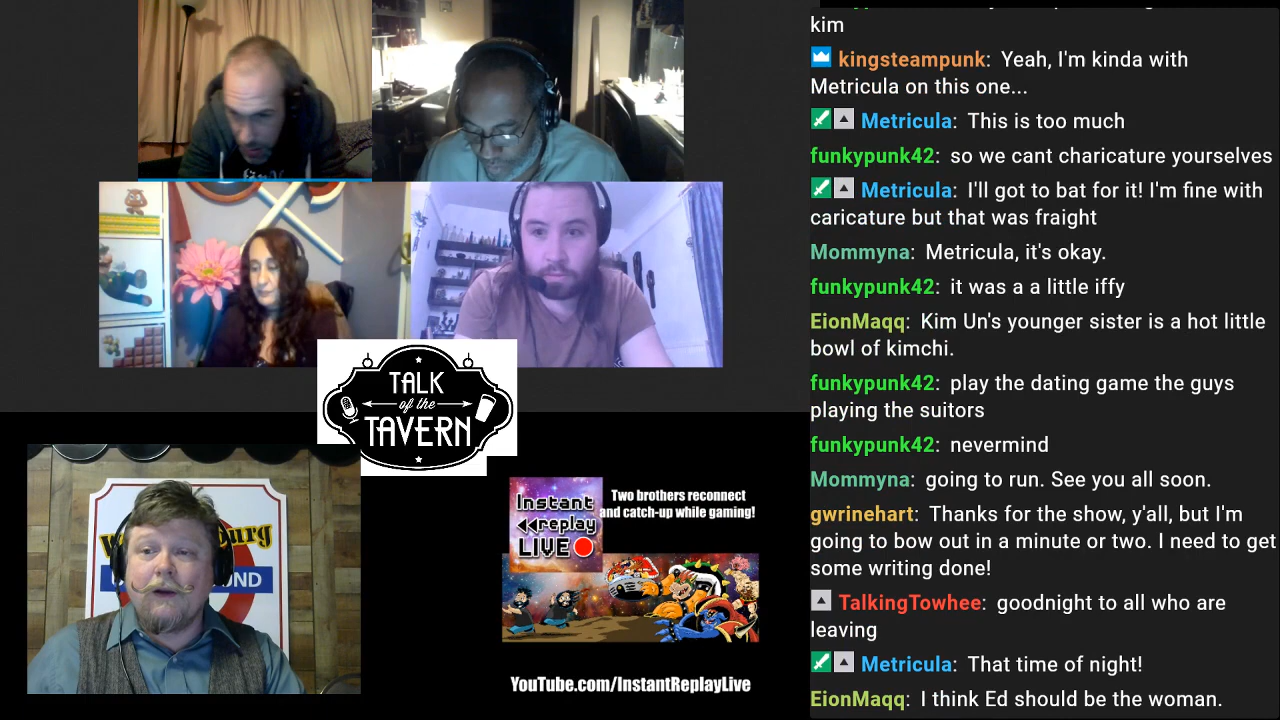 kim
kingsteampunk: Yeah, I'm kinda with
Metricula on this one...
Metricula: This is too much
funkypunk42: so we cant charicature yourselves
Metricula: I'll got to bat for it! I'm fine with
caricature but that was fraight
Mommyna: Metricula, it's okay.
funkypunk42: it was a a little iffy
EionMaqq: Kim Un's younger sister is a hot little
bowl of kimchi.
funkypunk42: play the dating game the guys
playing the suitors
funkypunk42: nevermind
Mommyna: going to run. See you all soon.
gwrinehart: Thanks for the show, y'all, but I'm
going to bow out in a minute or two. I need to get
some writing done!
TalkingTowhee: goodnight to all who are
leaving
Metricula: That time of night!
EionMaqq: I think Ed should be the woman.
TALK
of the
TAVERN
Instant
replay
LIVE
Two brothers reconnect
and catch-up while gaming!
YouTube.com/InstantReplayLive